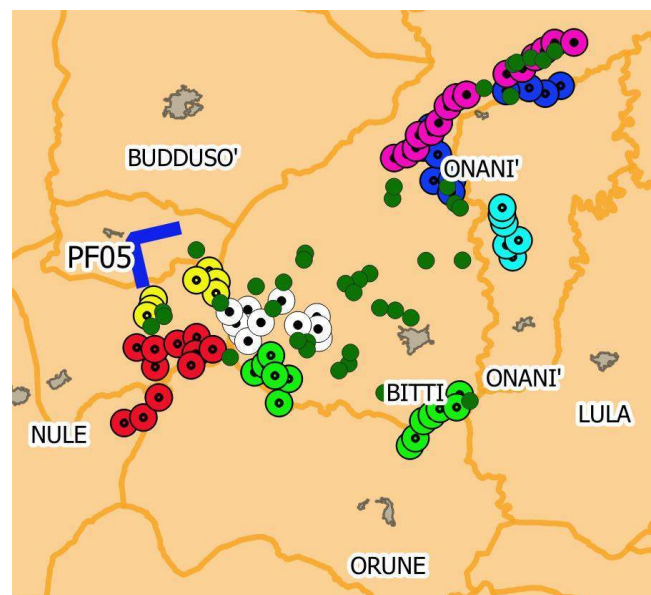 BUDDUSO'
ONANI'
PF05
BITTI
ONANI'
LULA
NULE
ORUNE